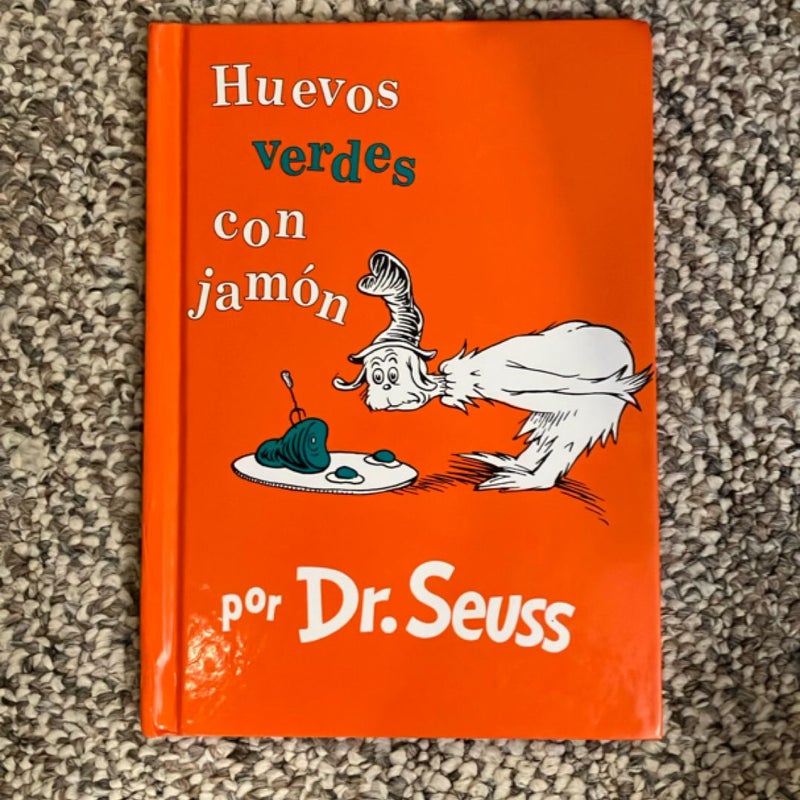 Huevos
verdes
con
jamón
por Dr. Seuss